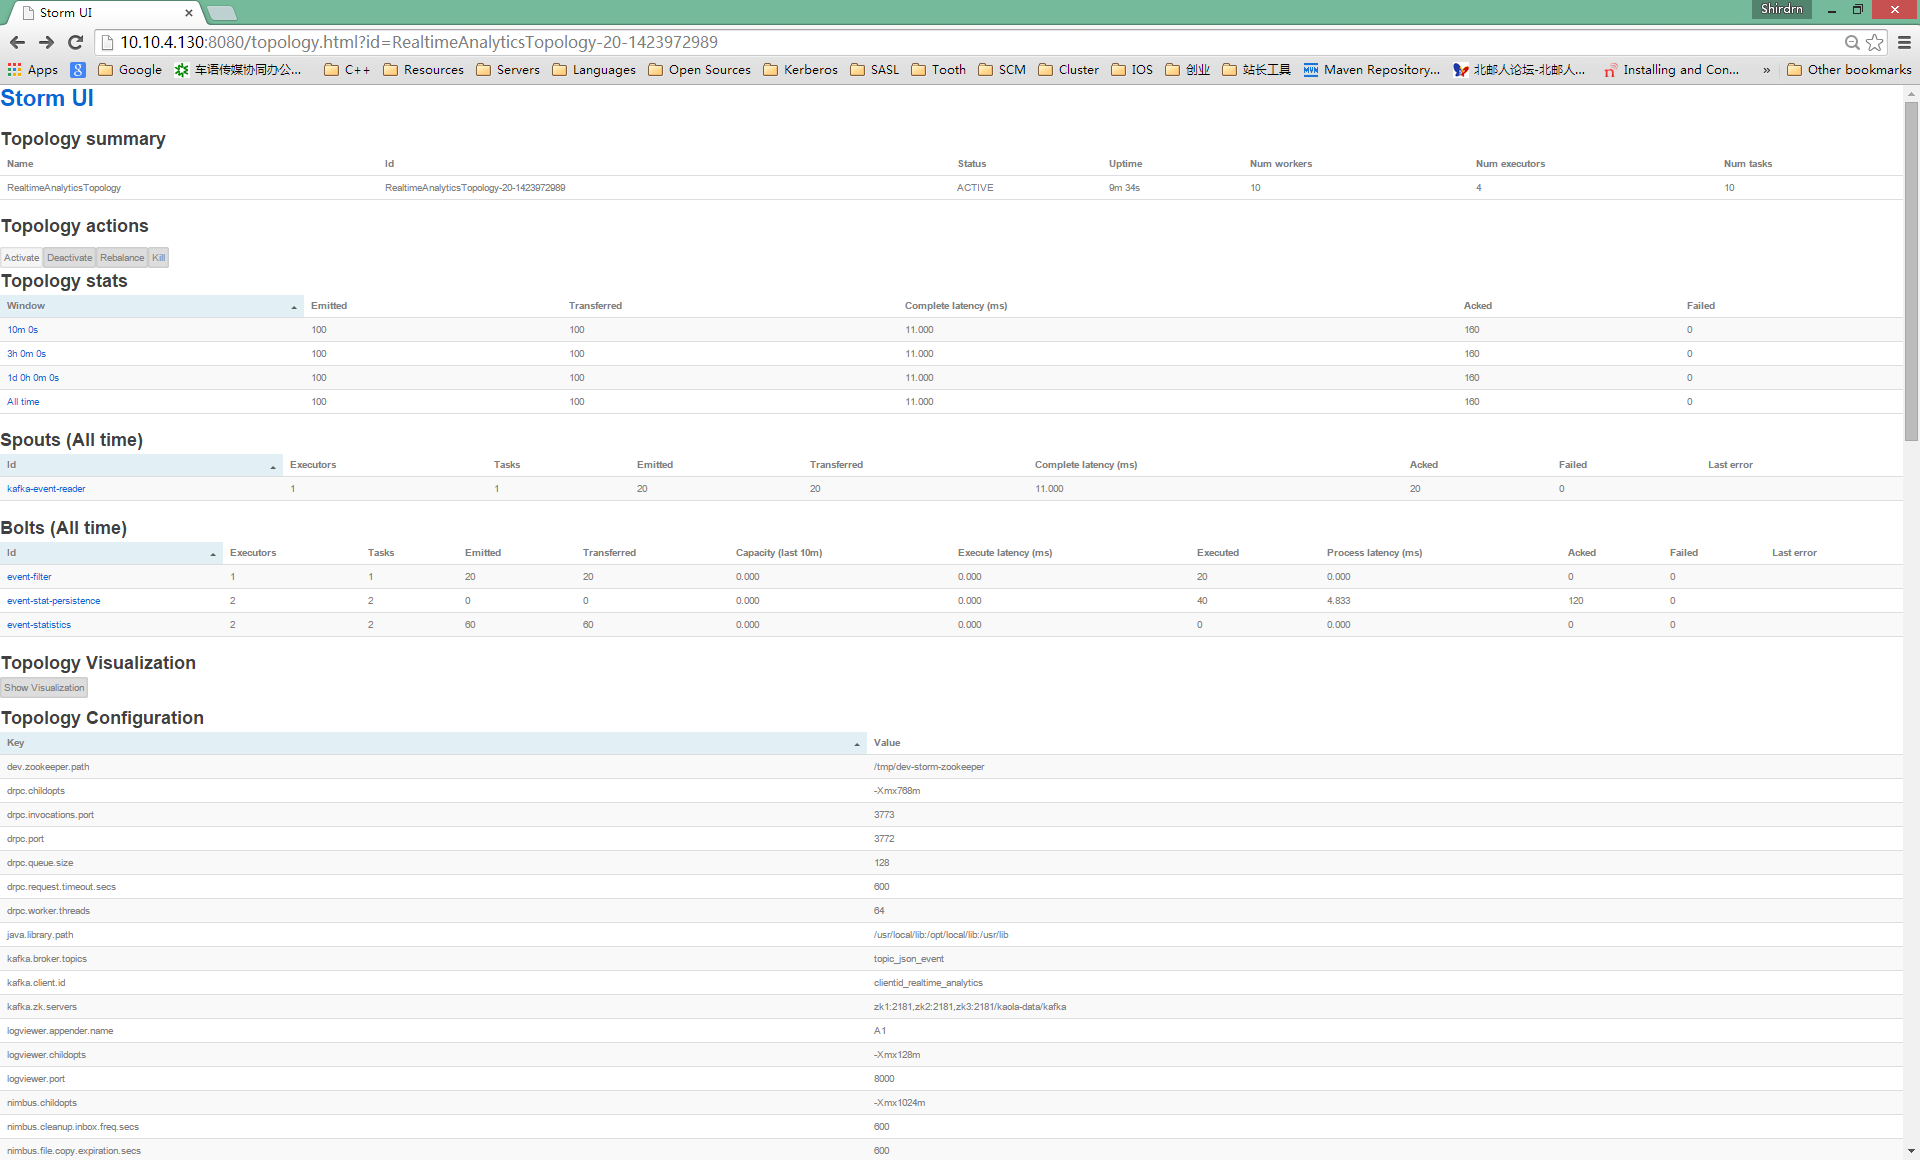 Storm UI
Shirdrn
10.10.4.130:8080/topology.html?id=RealtimeAnalyticsTopology-20-1423972989
Apps Google 车语传媒协同办公... C++ Resources Servers Languages Open Sources Kerberos SASL Tooth SCM Cluster IOS 创业 站长工具 Maven Repository... 北邮人论坛-北邮人... Installing and Con... » Other bookmarks
Storm UI
Topology summary
Name Id Status Uptime Num workers Num executors Num tasks
RealtimeAnalyticsTopology RealtimeAnalyticsTopology-20-1423972989 ACTIVE 9m 34s 10 4 10
Topology actions
Activate Deactivate Rebalance Kill
Topology stats
Window Emitted Transferred Complete latency (ms) Acked Failed
10m 0s 100 100 11.000 160 0
3h 0m 0s 100 100 11.000 160 0
1d 0h 0m 0s 100 100 11.000 160 0
All time 100 100 11.000 160 0
Spouts (All time)
Id Executors Tasks Emitted Transferred Complete latency (ms) Acked Failed Last error
kafka-event-reader 1 1 20 20 11.000 20 0
Bolts (All time)
Id Executors Tasks Emitted Transferred Capacity (last 10m) Execute latency (ms) Executed Process latency (ms) Acked Failed Last error
event-filter 1 1 20 20 0.000 0.000 20 0.000 0 0
event-stat-persistence 2 2 0 0 0.000 0.000 40 4.833 120 0
event-statistics 2 2 60 60 0.000 0.000 0 0.000 0 0
Topology Visualization
Show Visualization
Topology Configuration
Key Value
dev.zookeeper.path /tmp/dev-storm-zookeeper
drpc.childopts -Xmx768m
drpc.invocations.port 3773
drpc.port 3772
drpc.queue.size 128
drpc.request.timeout.secs 600
drpc.worker.threads 64
java.library.path /usr/local/lib:/opt/local/lib:/usr/lib
kafka.broker.topics topic_json_event
kafka.client.id clientid_realtime_analytics
kafka.zk.servers zk1:2181,zk2:2181,zk3:2181/kaola-data/kafka
logviewer.appender.name A1
logviewer.childopts -Xmx128m
logviewer.port 8000
nimbus.childopts -Xmx1024m
nimbus.cleanup.inbox.freq.secs 600
nimbus.file.copy.expiration.secs 600